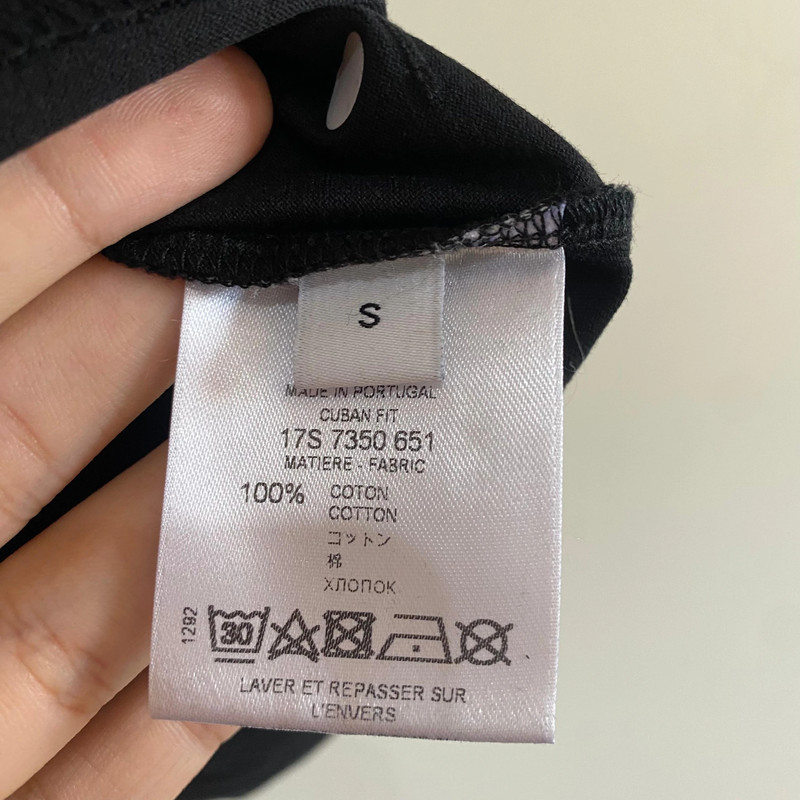 S
MADE IN PORTUGAL
CUBAN FIT
17S 7350 651
MATIERE - FABRIC
100% COTON
COTTON
コットン
棉
ХЛОПОК
1292
30
LAVER ET REPASSER SUR
L'ENVERS